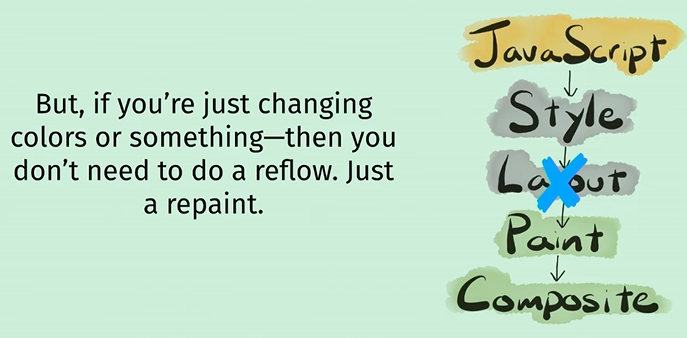 But, if you’re just changing
colors or something—then you
don’t need to do a reflow. Just
a repaint.
JavaScript
Style
Layout
Paint
Composite